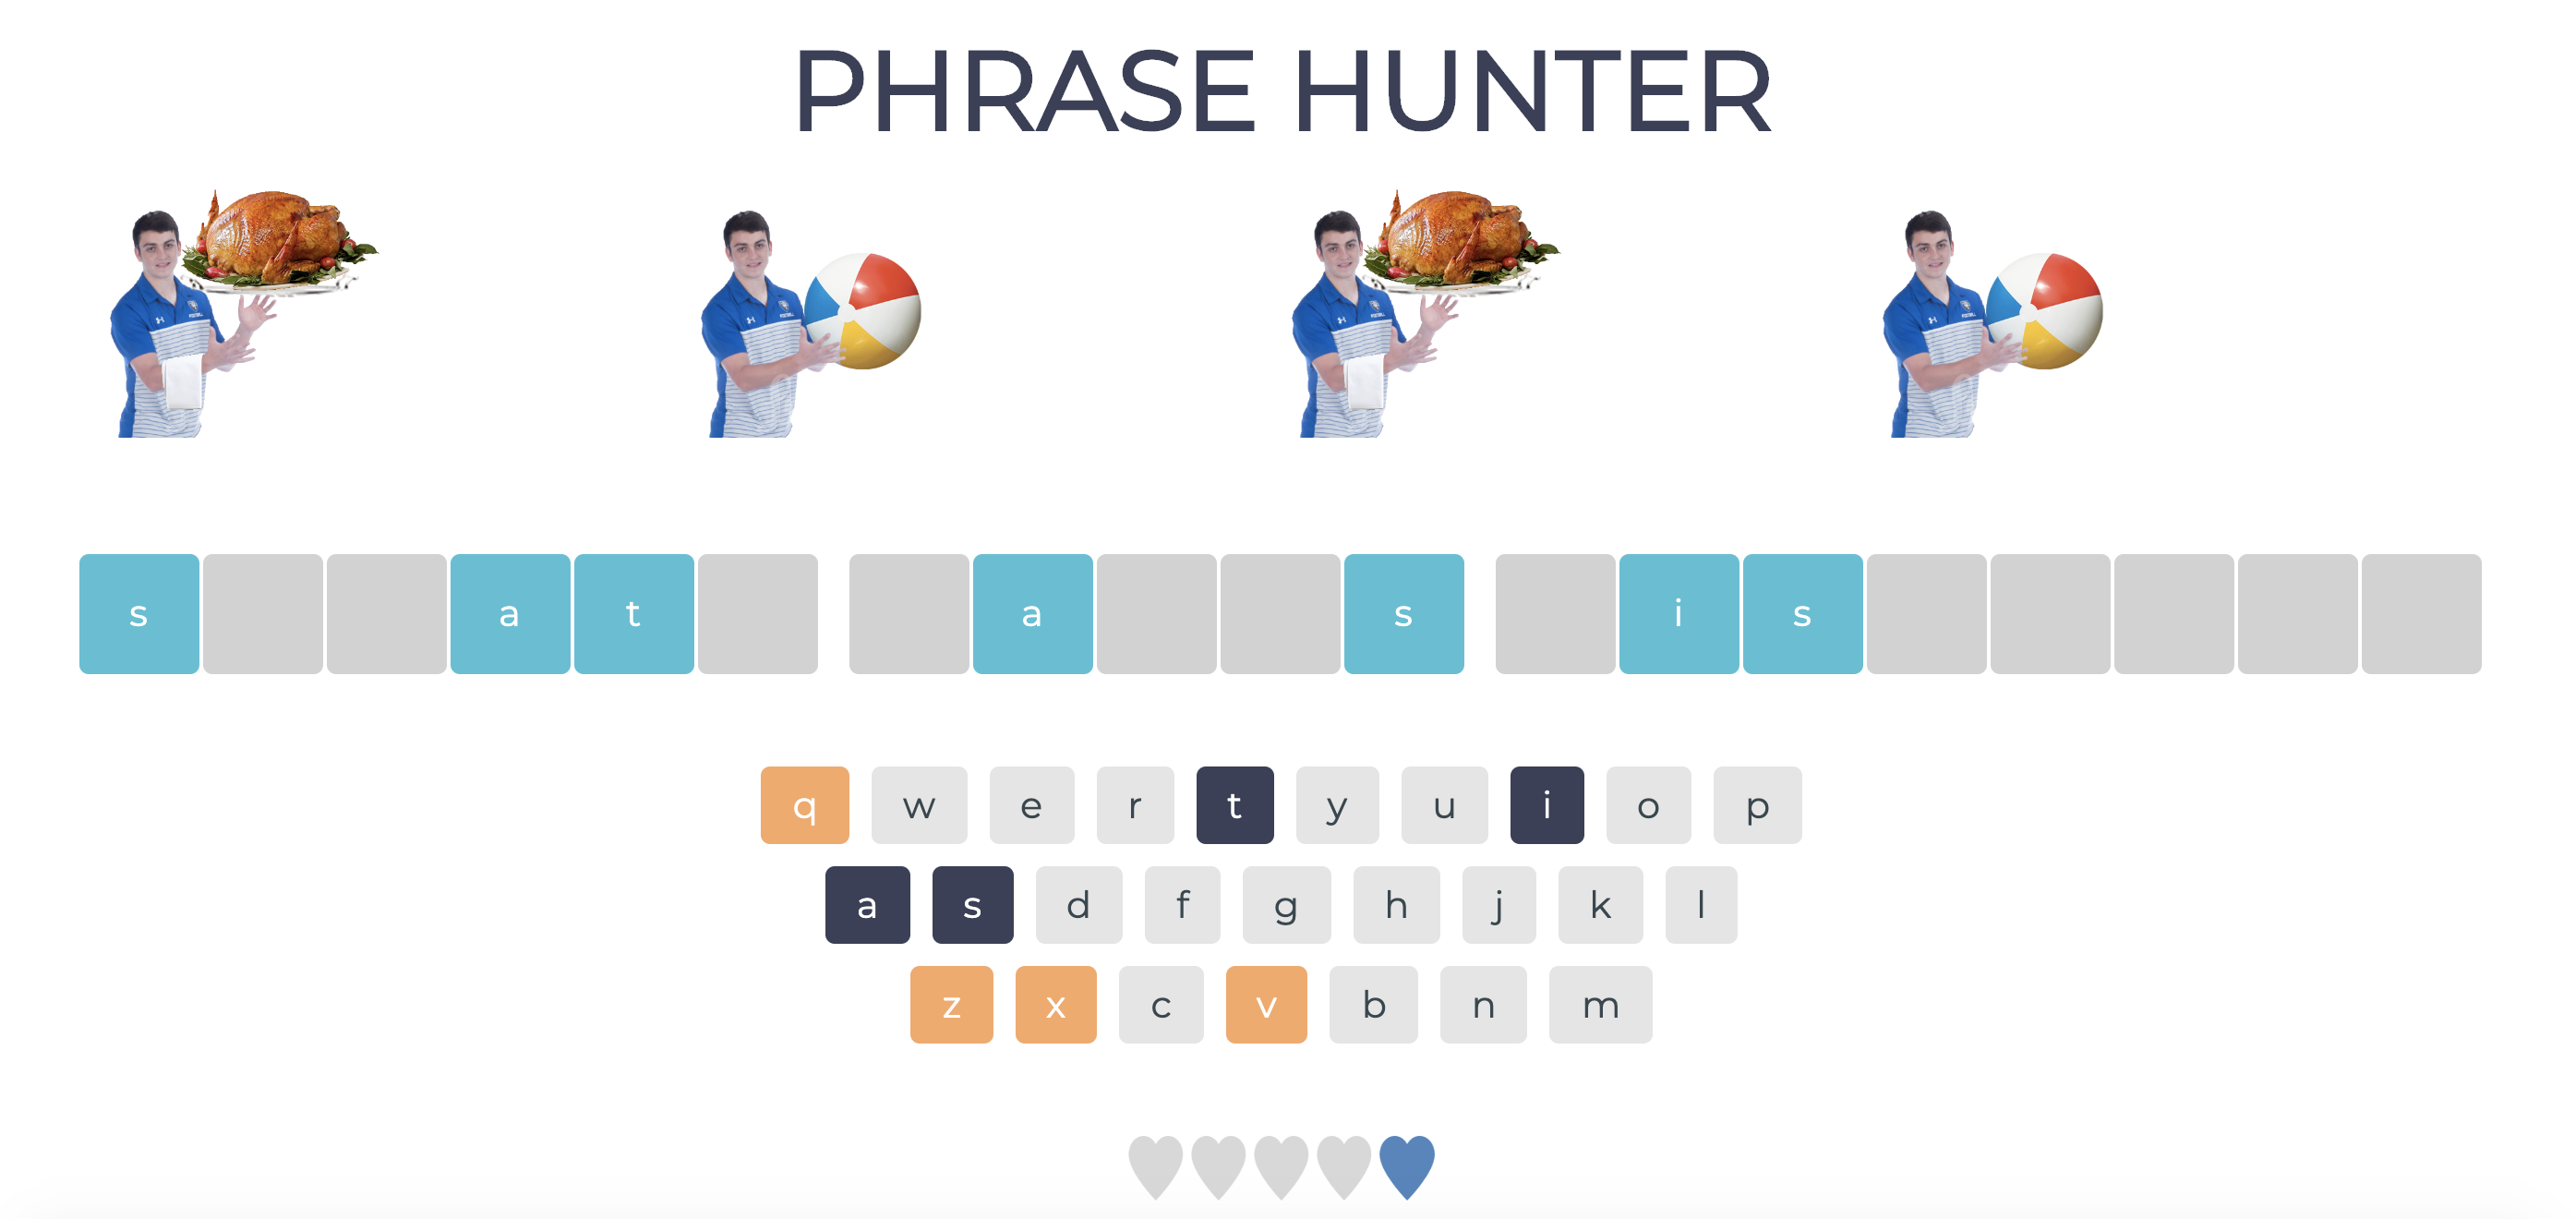 PHRASE HUNTER
s a t a s i s
q w e r t y u i o p
a s d f g h j k l
z x c v b n m